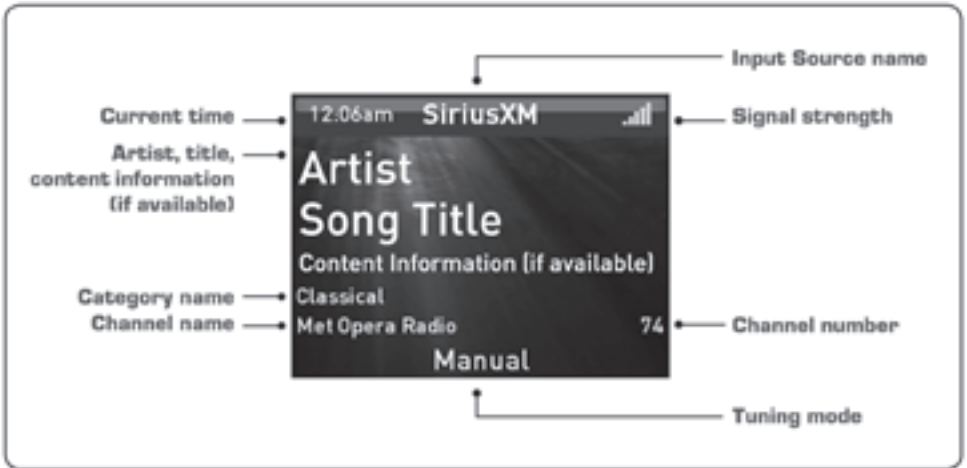 Input Source name
Current time
12:06am SiriusXM
Signal strength
Artist, title,
content information
(if available)
Artist
Song Title
Content Information (if available)
Category name
Classical
Channel name
Met Opera Radio 74
Channel number
Manual
Tuning mode